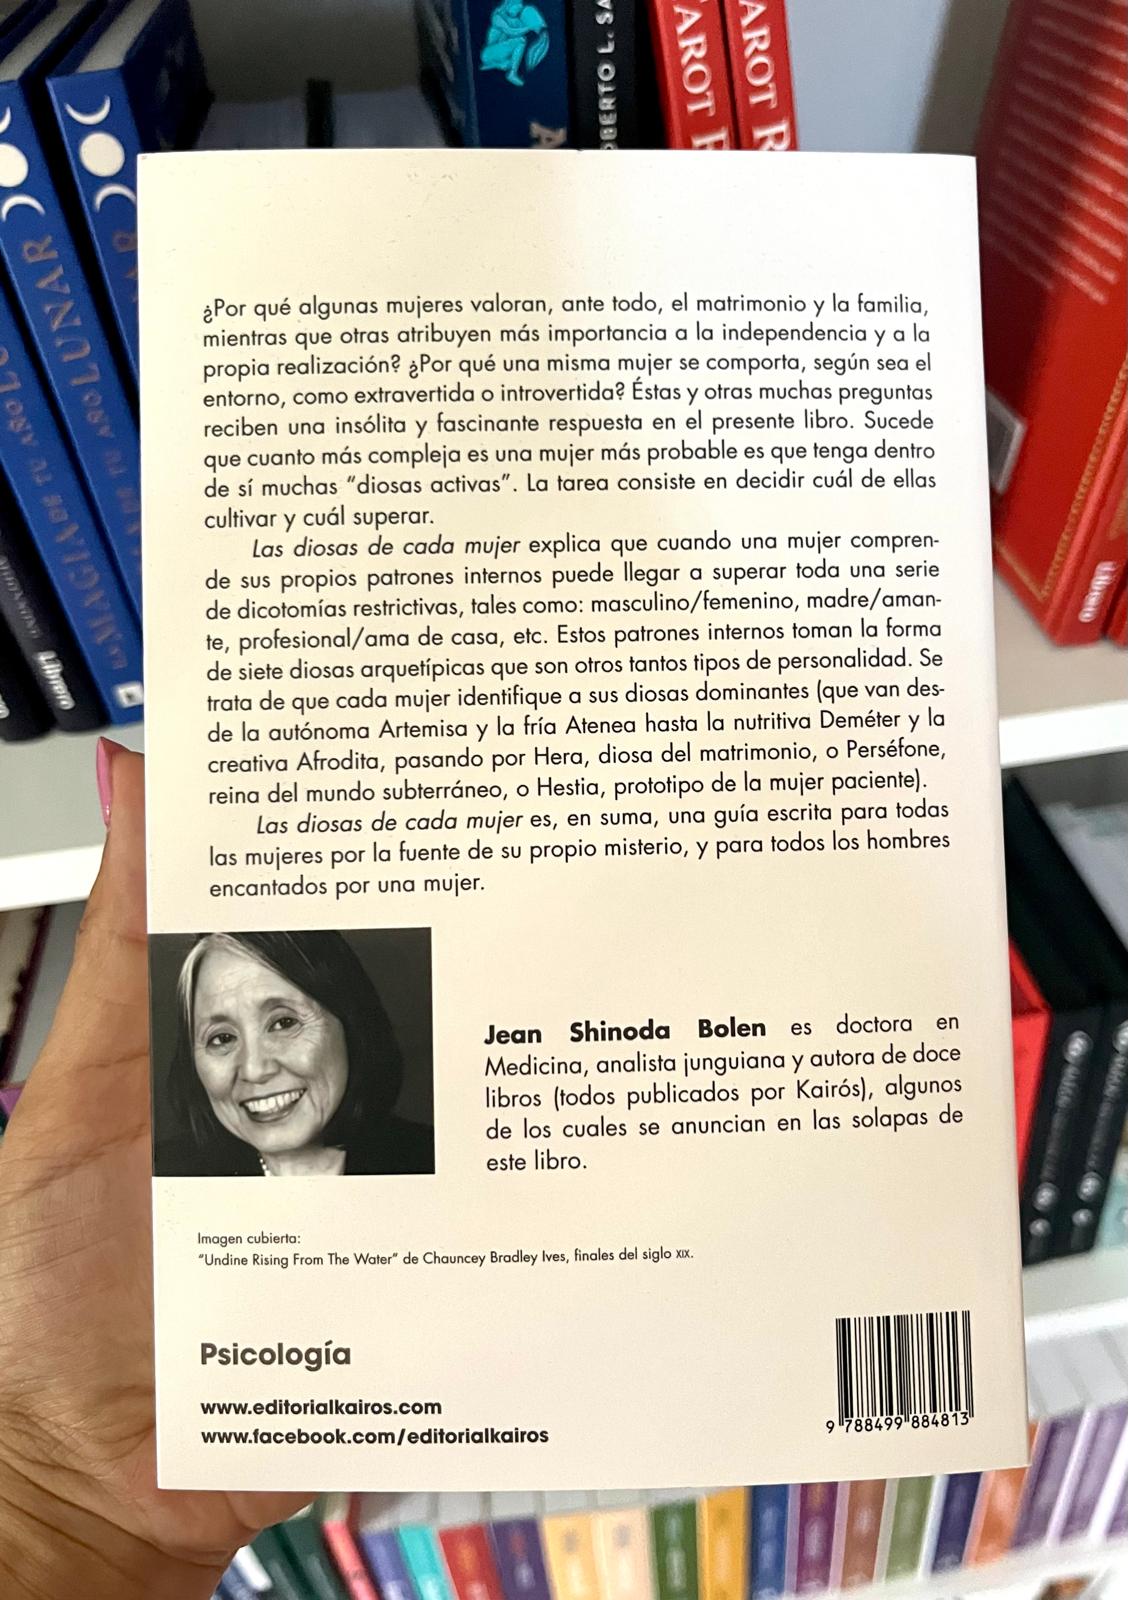 OBERTO L. SA
TAROT R
TAROT R
AÑO LUNAR
MAGIA DE TU AÑO LUNAR
Librero
¿Por qué algunas mujeres valoran, ante todo, el matrimonio y la familia,
mientras que otras atribuyen más importancia a la independencia y a la
propia realización? ¿Por qué una misma mujer se comporta, según sea el
entorno, como extravertida o introvertida? Éstas y otras muchas preguntas
reciben una insólita y fascinante respuesta en el presente libro. Sucede
que cuanto más compleja es una mujer más probable es que tenga dentro
de sí muchas “diosas activas”. La tarea consiste en decidir cuál de ellas
cultivar y cuál superar.
Las diosas de cada mujer explica que cuando una mujer compren-
de sus propios patrones internos puede llegar a superar toda una serie
de dicotomías restrictivas, tales como: masculino/femenino, madre/aman-
te, profesional/ama de casa, etc. Estos patrones internos toman la forma
de siete diosas arquetípicas que son otros tantos tipos de personalidad. Se
trata de que cada mujer identifique a sus diosas dominantes (que van des-
de la autónoma Artemisa y la fría Atenea hasta la nutritiva Deméter y la
creativa Afrodita, pasando por Hera, diosa del matrimonio, o Perséfone,
reina del mundo subterráneo, o Hestia, prototipo de la mujer paciente).
Las diosas de cada mujer es, en suma, una guía escrita para todas
las mujeres por la fuente de su propio misterio, y para todos los hombres
encantados por una mujer.
Jean Shinoda Bolen es doctora en
Medicina, analista junguiana y autora de doce
libros (todos publicados por Kairós), algunos
de los cuales se anuncian en las solapas de
este libro.
Imagen cubierta:
“Undine Rising From The Water” de Chauncey Bradley Ives, finales del siglo XIX.
Psicología
www.editorialkairos.com
www.facebook.com/editorialkairos
9 788499 884813